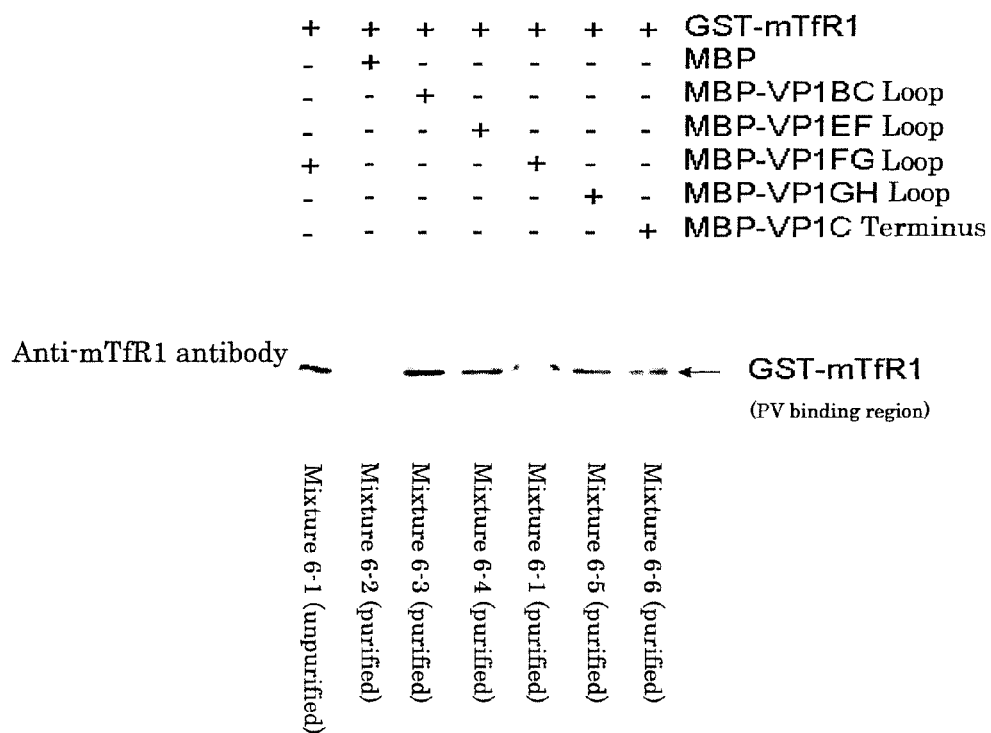 + + + + + + + GST-mTfR1
- + - - - - - MBP
- - + - - - - MBP-VP1BC Loop
- - - + - - - MBP-VP1EF Loop
+ - - - + - - MBP-VP1FG Loop
- - - - - + - MBP-VP1GH Loop
- - - - - - + MBP-VP1C Terminus
Anti-mTfR1 antibody
GST-mTfR1
(PV binding region)
Mixture 6-1 (unpurified)
Mixture 6-2 (purified)
Mixture 6-3 (purified)
Mixture 6-4 (purified)
Mixture 6-1 (purified)
Mixture 6-5 (purified)
Mixture 6-6 (purified)